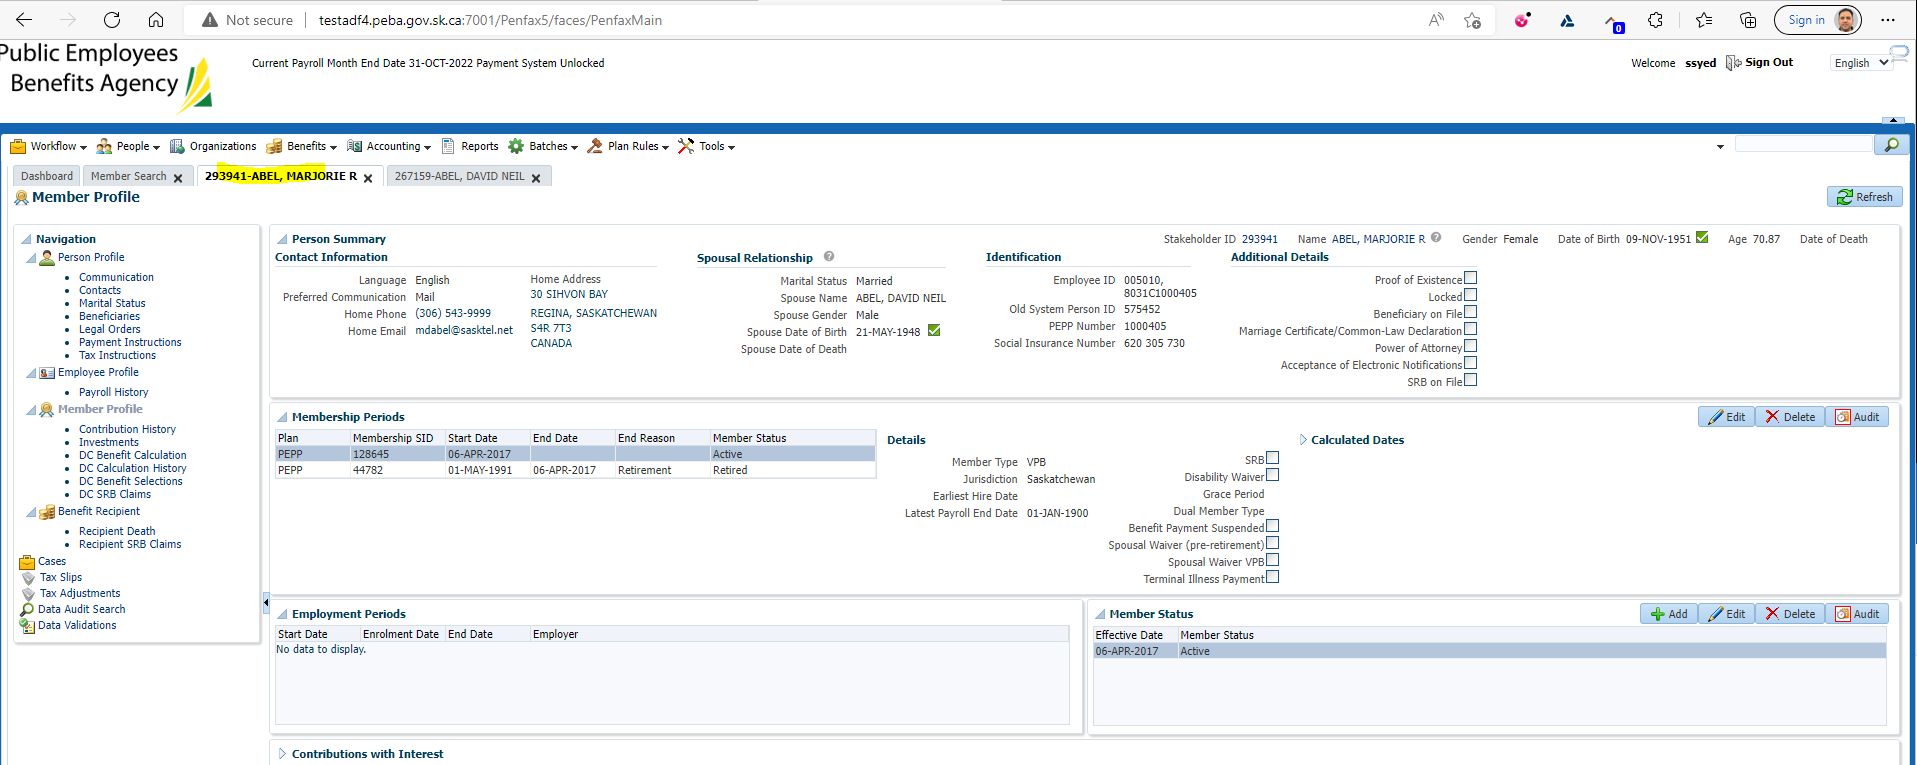 Not secure | testadf4.peba.gov.sk.ca:7001/Penfax5/faces/PenfaxMain
0
Sign in
Public Employees
Benefits Agency
Current Payroll Month End Date 31-OCT-2022 Payment System Unlocked
Welcome ssyed Sign Out English
Workflow People Organizations Benefits Accounting Reports Batches Plan Rules Tools
Dashboard Member Search 293941-ABEL, MARJORIE R 267159-ABEL, DAVID NEIL
Member Profile
Refresh
Navigation
Person Profile
Communication
Contacts
Marital Status
Beneficiaries
Legal Orders
Payment Instructions
Tax Instructions
Employee Profile
Payroll History
Member Profile
Contribution History
Investments
DC Benefit Calculation
DC Calculation History
DC Benefit Selections
DC SRB Claims
Benefit Recipient
Recipient Death
Recipient SRB Claims
Cases
Tax Slips
Tax Adjustments
Data Audit Search
Data Validations
Person Summary
Stakeholder ID 293941 Name ABEL, MARJORIE R Gender Female Date of Birth 09-NOV-1951 Age 70.87 Date of Death
Contact Information
Language English
Preferred Communication Mail
Home Phone (306) 543-9999
Home Email mdabel@sasktel.net
Home Address
30 SIHVON BAY
REGINA, SASKATCHEWAN
S4R 7T3
CANADA
Spousal Relationship
Marital Status Married
Spouse Name ABEL, DAVID NEIL
Spouse Gender Male
Spouse Date of Birth 21-MAY-1948
Spouse Date of Death
Identification
Employee ID 005010,
8031C1000405
Old System Person ID 575452
PEPP Number 1000405
Social Insurance Number 620 305 730
Additional Details
Proof of Existence
Locked
Beneficiary on File
Marriage Certificate/Common-Law Declaration
Power of Attorney
Acceptance of Electronic Notifications
SRB on File
Membership Periods
Edit Delete Audit
Plan Membership SID Start Date End Date End Reason Member Status
PEPP 128645 06-APR-2017 Active
PEPP 44782 01-MAY-1991 06-APR-2017 Retirement Retired
Details
Member Type VPB
Jurisdiction Saskatchewan
Earliest Hire Date
Latest Payroll End Date 01-JAN-1900
SRB
Disability Waiver
Grace Period
Dual Member Type
Benefit Payment Suspended
Spousal Waiver (pre-retirement)
Spousal Waiver VPB
Terminal Illness Payment
Calculated Dates
Employment Periods
Start Date Enrolment Date End Date Employer
No data to display.
Member Status
Add Edit Delete Audit
Effective Date Member Status
06-APR-2017 Active
Contributions with Interest